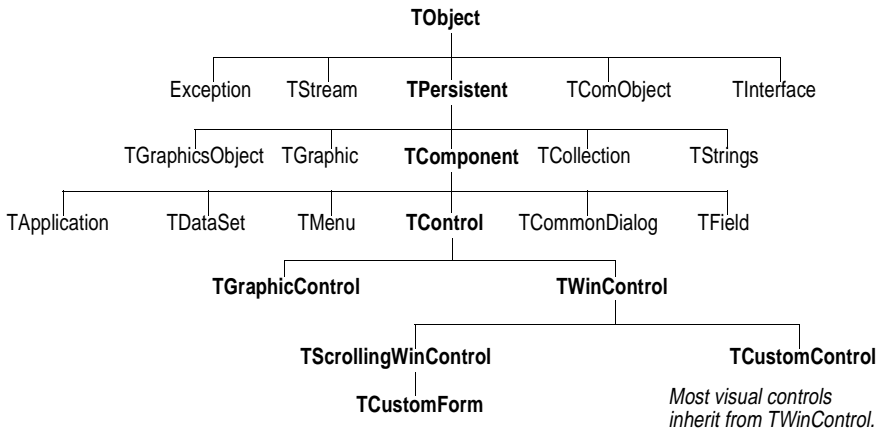 TObject
Exception TStream TPersistent TComObject TInterface
TGraphicsObject TGraphic TComponent TCollection TStrings
TApplication TDataSet TMenu TControl TCommonDialog TField
TGraphicControl TWinControl
TScrollingWinControl TCustomControl
TCustomForm
Most visual controls
inherit from TWinControl.